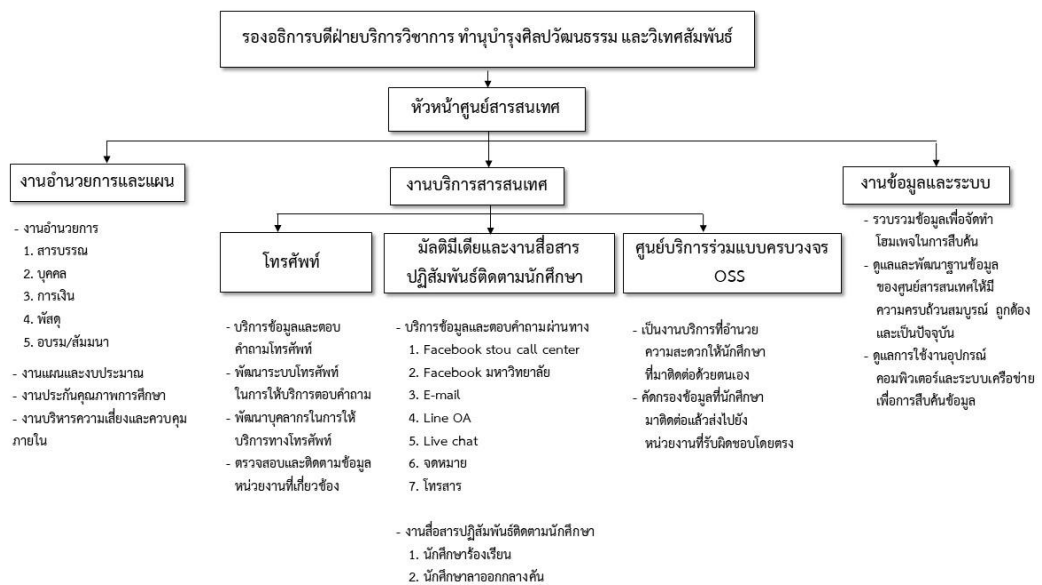 รองอธิการบดีฝ่ายบริการวิชาการ ทำนุบำรุงศิลปวัฒนธรรม และวิเทศสัมพันธ์
หัวหน้าศูนย์สารสนเทศ
งานอำนวยการและแผน
- งานอำนวยการ
1. สารบรรณ
2. บุคคล
3. การเงิน
4. พัสดุ
5. อบรม/สัมมนา
- งานแผนและงบประมาณ
- งานประกันคุณภาพการศึกษา
- งานบริหารความเสี่ยงและควบคุม
ภายใน
งานบริการสารสนเทศ
โทรศัพท์
- บริการข้อมูลและตอบ
คำถามโทรศัพท์
- พัฒนาระบบโทรศัพท์
ในการให้บริการตอบคำถาม
- พัฒนาบุคลากรในการให้
บริการทางโทรศัพท์
- ตรวจสอบและติดตามข้อมูล
หน่วยงานที่เกี่ยวข้อง
มัลติมีเดียและงานสื่อสาร
ปฏิสัมพันธ์ติดตามนักศึกษา
- บริการข้อมูลและตอบคำถามผ่านทาง
1. Facebook stou call center
2. Facebook มหาวิทยาลัย
3. E-mail
4. Line OA
5. Live chat
6. จดหมาย
7. โทรสาร
- งานสื่อสารปฏิสัมพันธ์ติดตามนักศึกษา
1. นักศึกษาร้องเรียน
2. นักศึกษาลาออกกลางคัน
ศูนย์บริการร่วมแบบครบวงจร
OSS
- เป็นงานบริการที่อำนวย
ความสะดวกให้นักศึกษา
ที่มาติดต่อด้วยตนเอง
- คัดกรองข้อมูลที่นักศึกษา
มาติดต่อแล้วส่งไปยัง
หน่วยงานที่รับผิดชอบโดยตรง
งานข้อมูลและระบบ
- รวบรวมข้อมูลเพื่อจัดทำ
โฮมเพจในการสืบค้น
- ดูแลและพัฒนาฐานข้อมูล
ของศูนย์สารสนเทศให้มี
ความครบถ้วนสมบูรณ์ ถูกต้อง
และเป็นปัจจุบัน
- ดูแลการใช้งานอุปกรณ์
คอมพิวเตอร์และระบบเครือข่าย
เพื่อการสืบค้นข้อมูล